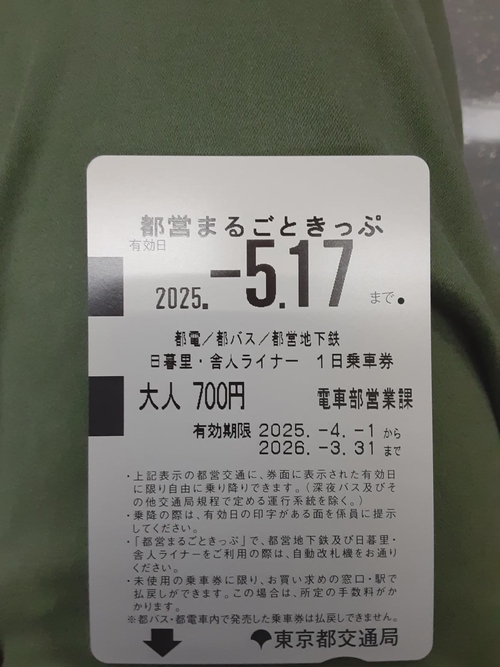 都営まるごときっぷ
有効日
2025.-5.17 まで.
都電/都バス/都営地下鉄
日暮里・舎人ライナー 1日乗車券
大人 700円 電車部営業課
有効期限 2025.-4.-1 から
2026.-3.31 まで
・上記表示の都営交通に、券面に表示された有効日
に限り自由に乗り降りできます。(深夜バス及びそ
の他交通局規程で定める運行系統を除く。)
・乗降の際は、有効日の印字がある面を係員に提示
してください。
・「都営まるごときっぷ」で、都営地下鉄及び日暮里・
舎人ライナーをご利用の際は、自動改札機をお通り
ください。
・未使用の乗車券に限り、お買い求めの窓口・駅で
払戻しができます。この場合は、所定の手数料がか
かります。
※都バス・都電車内で発売した乗車券は払戻しできません。
東京都交通局